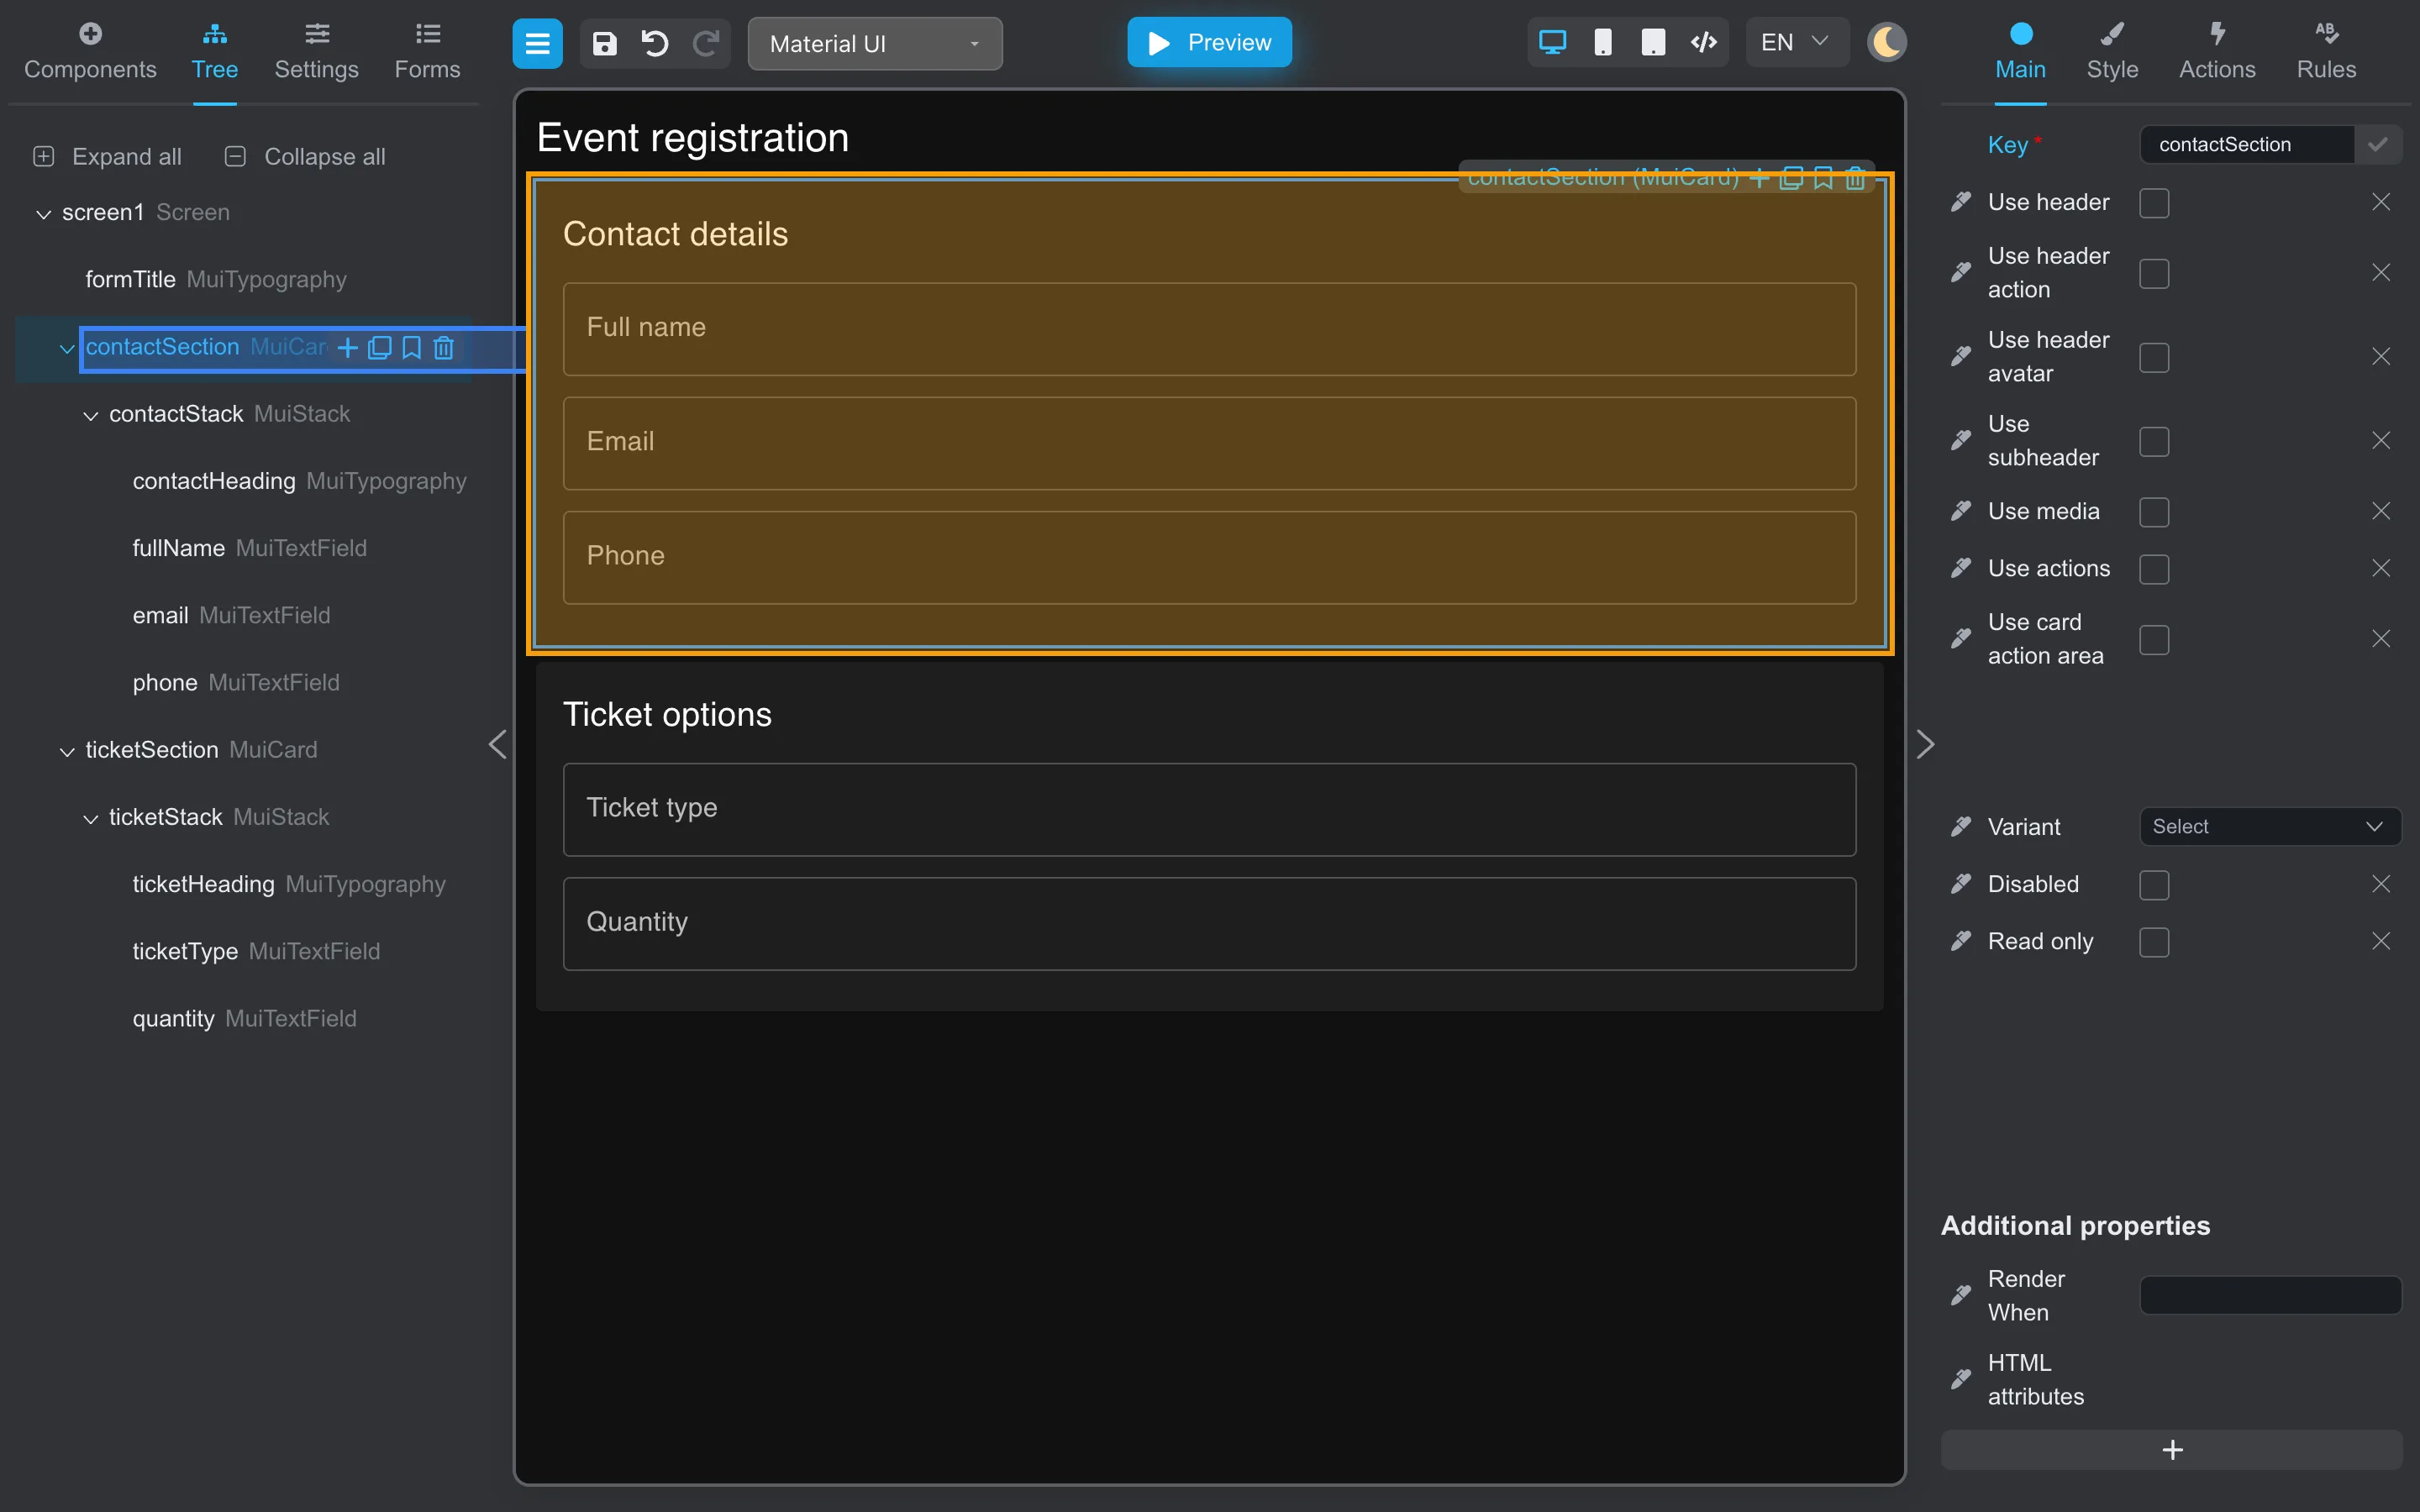 Components
Tree
Settings
Forms
Material UI
Preview
EN
Main
Style
Actions
Rules
Expand all
Collapse all
screen1 Screen
formTitle MuiTypography
contactSection MuiCar
contactStack MuiStack
contactHeading MuiTypography
fullName MuiTextField
email MuiTextField
phone MuiTextField
ticketSection MuiCard
ticketStack MuiStack
ticketHeading MuiTypography
ticketType MuiTextField
quantity MuiTextField
Event registration
contactSection (MuiCard)
Contact details
Full name
Email
Phone
Ticket options
Ticket type
Quantity
Key *
contactSection
Use header
Use header
action
Use header
avatar
Use
subheader
Use media
Use actions
Use card
action area
Variant
Select
Disabled
Read only
Additional properties
Render
When
HTML
attributes